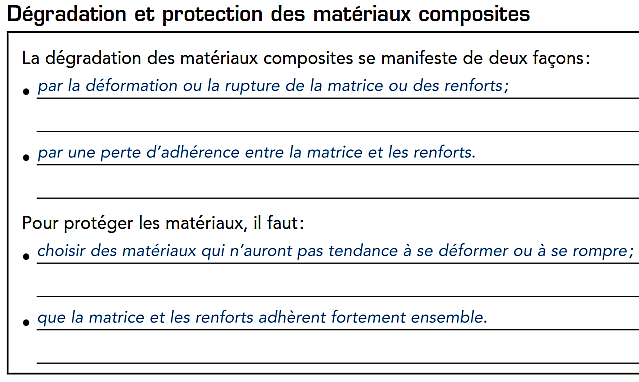 Dégradation et protection des matériaux composites
La dégradation des matériaux composites se manifeste de deux façons :
• par la déformation ou la rupture de la matrice ou des renforts ;
• par une perte d'adhérence entre la matrice et les renforts.
Pour protéger les matériaux, il faut :
• choisir des matériaux qui n'auront pas tendance à se déformer ou à se rompre ;
• que la matrice et les renforts adhèrent fortement ensemble.